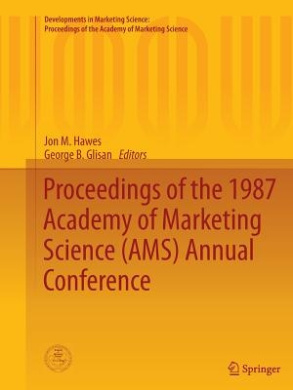 Developments in Marketing Science:
Proceedings of the Academy of Marketing Science
Jon M. Hawes
George B. Glisan Editors
Proceedings of the 1987
Academy of Marketing
Science (AMS) Annual
Conference
Springer